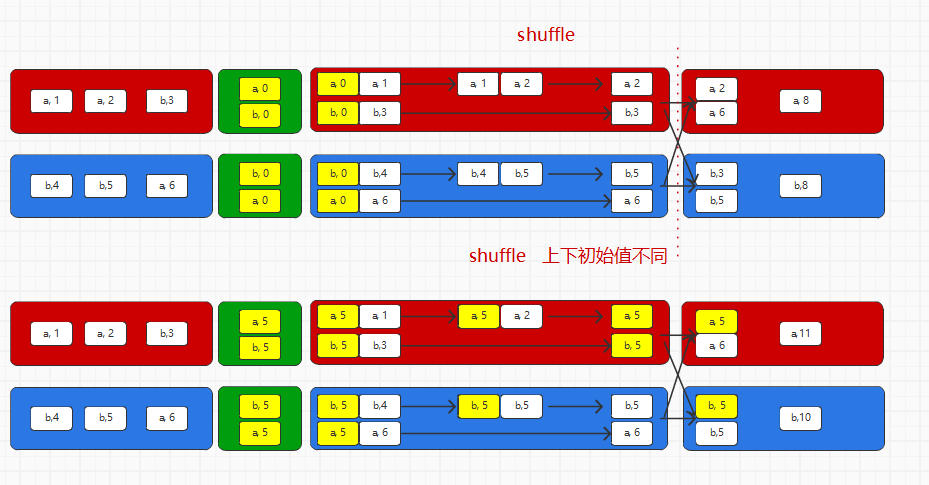 shuffle
a, 1 a, 2 b,3 a, 0 b, 0 a, 0 a, 1 a, 1 a, 2 a, 2 b, 0 b,3 b,3 a, 2 a, 6 a, 8
b,4 b,5 a, 6 b, 0 a, 0 b, 0 b,4 b,4 b,5 b,5 a, 0 a, 6 a, 6 b,3 b,5 b,8
shuffle 上下初始值不同
a, 1 a, 2 b,3 a, 5 b, 5 a, 5 a, 1 a, 5 a, 2 a, 5 b, 5 b,3 b, 5 a, 5 a, 6 a,11
b,4 b,5 a, 6 b, 5 a, 5 b, 5 b,4 b, 5 b,5 b,5 a, 5 a, 6 a, 6 b, 5 b,5 b,10